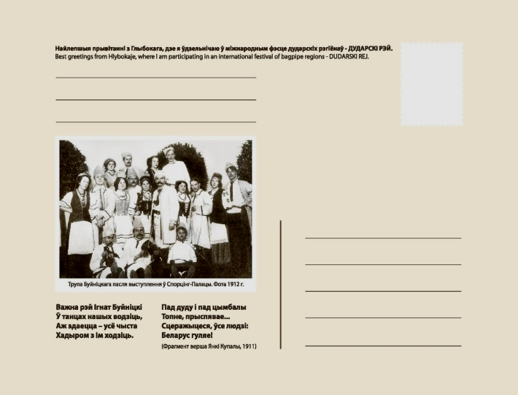 Найлепшыя прывітанні з Глыбокага, дзе я ўдзельнічаю ў міжнародным фэсце дударскіх рэгіёнаў - ДУДАРСКІ РЭЙ.
Best greetings from Hlybokaje, where I am participating in an international festival of bagpipe regions - DUDARSKI REJ.
Трупа Буйніцкага пасля выступлення ў Спорцінг-Палацы. Фота 1912 г.
Важна рэй Ігнат Буйніцкі
Ў танцах нашых водзіць,
Аж здаецца – усё чыста
Хадыром з ім ходзіць.
Пад дуду і пад цымбалы
Топне, прыспявае...
Сцеражыцеся, ўсе людзі:
Беларус гуляе!
(Фрагмент верша Янкі Купалы, 1911)